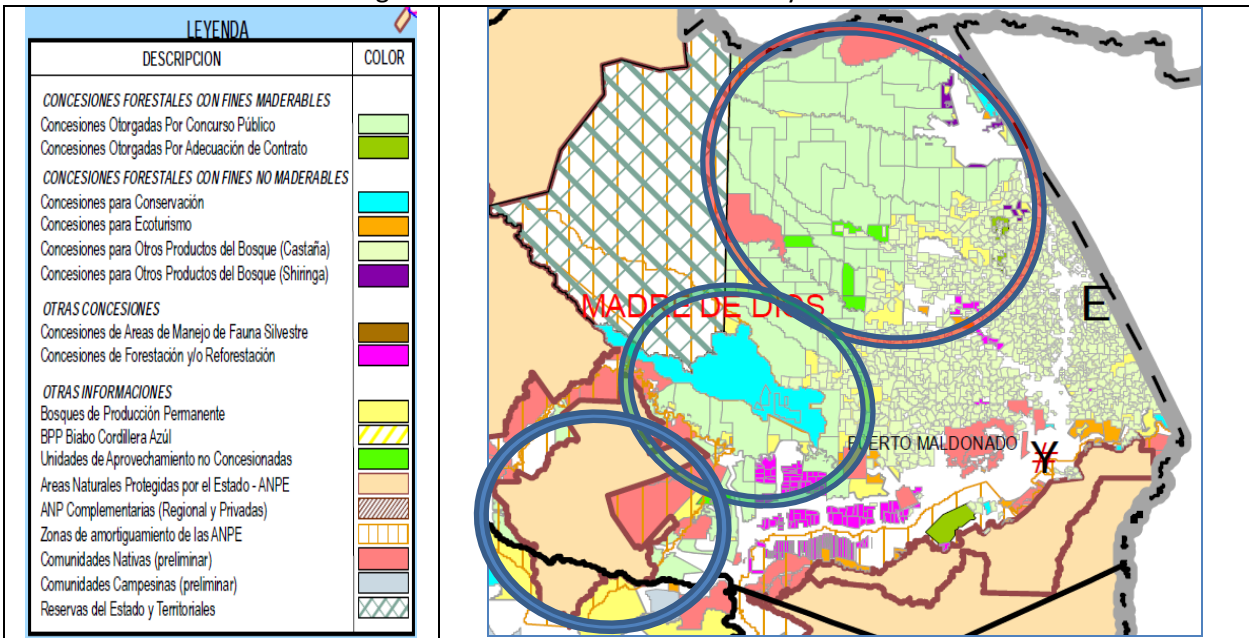 LEYENDA
DESCRIPCION COLOR
CONCESIONES FORESTALES CON FINES MADERABLES
Concesiones Otorgadas Por Concurso Público
Concesiones Otorgadas Por Adecuación de Contrato
CONCESIONES FORESTALES CON FINES NO MADERABLES
Concesiones para Conservación
Concesiones para Ecoturismo
Concesiones para Otros Productos del Bosque (Castaña)
Concesiones para Otros Productos del Bosque (Shiringa)
OTRAS CONCESIONES
Concesiones de Areas de Manejo de Fauna Silvestre
Concesiones de Forestación y/o Reforestación
OTRAS INFORMACIONES
Bosques de Producción Permanente
BPP Biabo Cordillera Azúl
Unidades de Aprovechamiento no Concesionadas
Areas Naturales Protegidas por el Estado - ANPE
ANP Complementarias (Regional y Privadas)
Zonas de amortiguamiento de las ANPE
Comunidades Nativas (preliminar)
Comunidades Campesinas (preliminar)
Reservas del Estado y Territoriales
MADRE DE DIOS
E
PUERTO MALDONADO